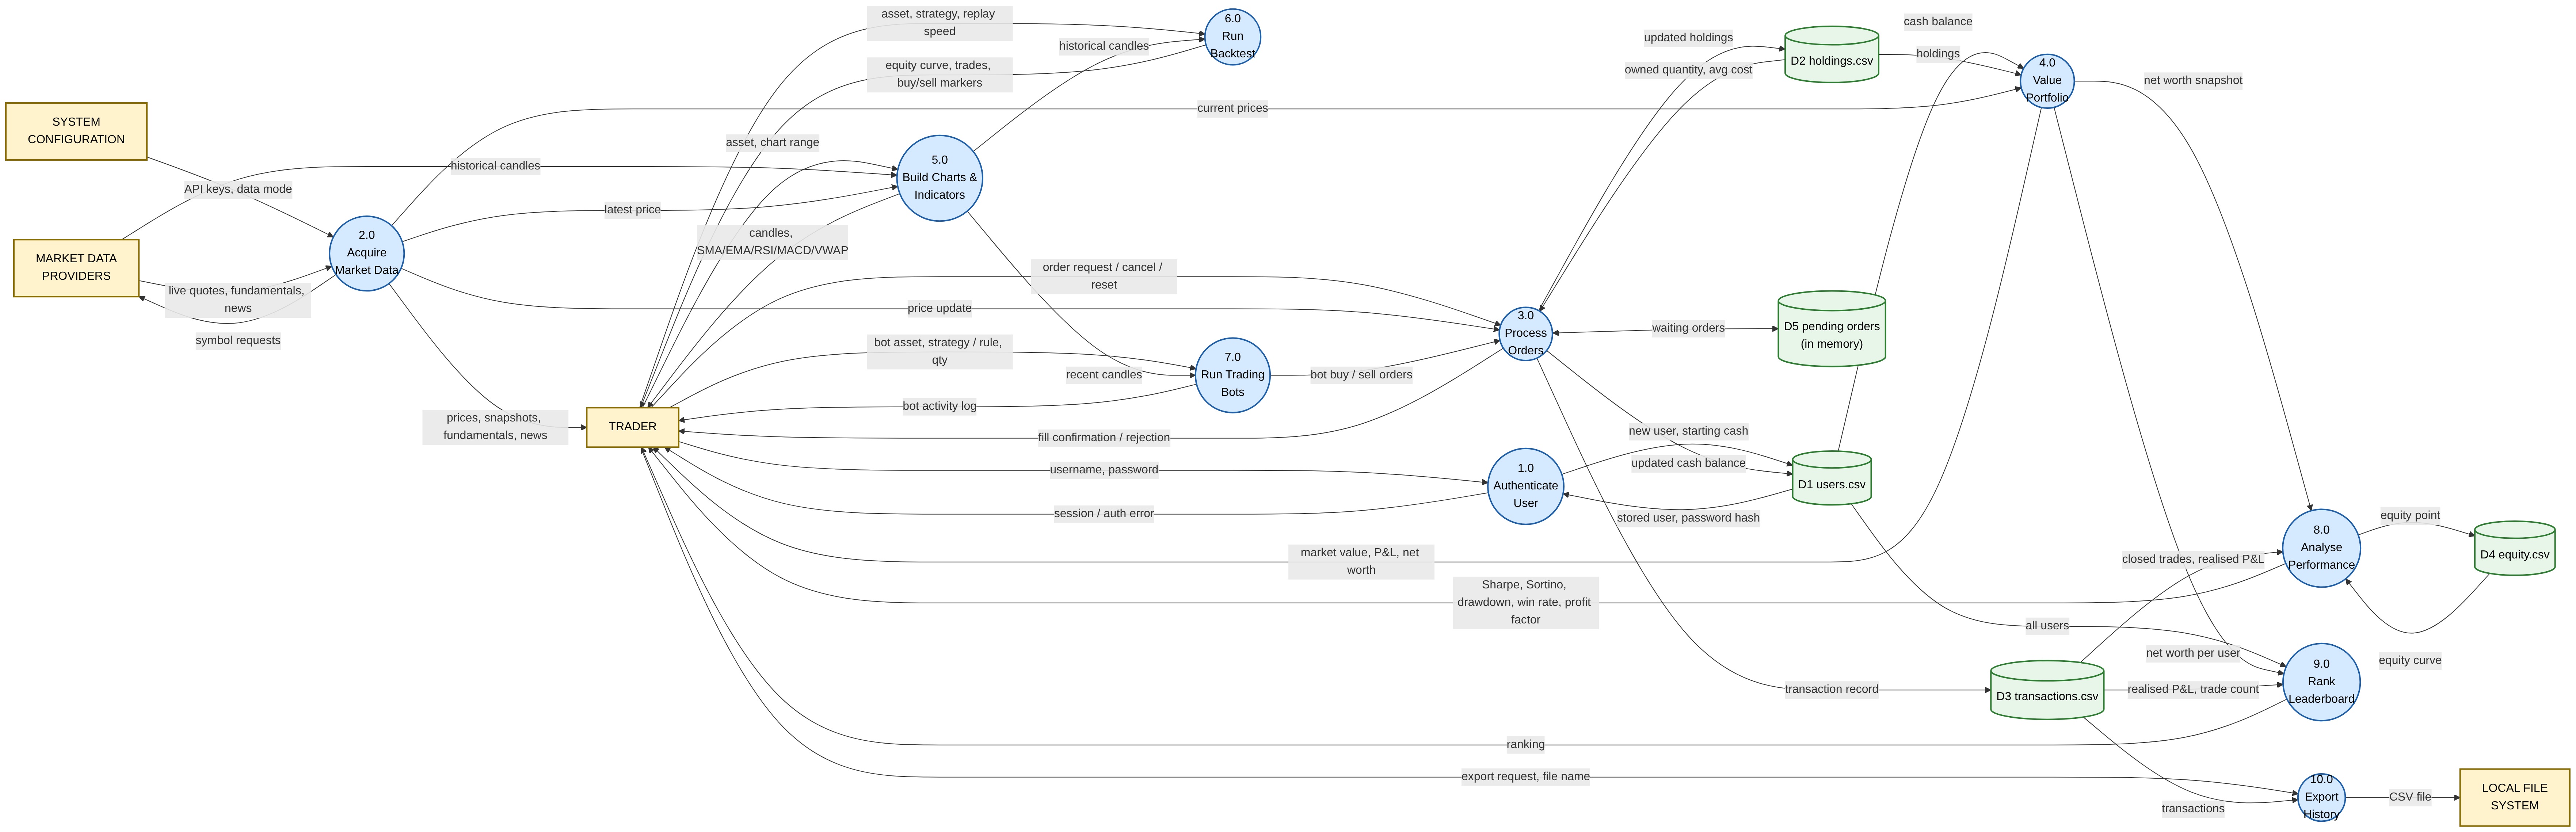 asset, strategy, replay
speed
6.0
Run
Backtest
historical candles
equity curve, trades,
buy/sell markers
updated holdings
owned quantity, avg cost
D2 holdings.csv
cash balance
holdings
4.0
Value
Portfolio
net worth snapshot
SYSTEM
CONFIGURATION
current prices
asset, chart range
historical candles
API keys, data mode
5.0
Build Charts &
Indicators
latest price
MARKET DATA
PROVIDERS
2.0
Acquire
Market Data
live quotes, fundamentals,
news
symbol requests
candles,
SMA/EMA/RSI/MACD/VWAP
order request / cancel /
reset
price update
3.0
Process
Orders
waiting orders
D5 pending orders
(in memory)
bot asset, strategy / rule,
qty
recent candles
7.0
Run Trading
Bots
bot buy / sell orders
bot activity log
prices, snapshots,
fundamentals, news
TRADER
fill confirmation / rejection
new user, starting cash
updated cash balance
username, password
1.0
Authenticate
User
D1 users.csv
session / auth error
stored user, password hash
market value, P&L, net
worth
Sharpe, Sortino,
drawdown, win rate, profit
factor
closed trades, realised P&L
8.0
Analyse
Performance
equity point
D4 equity.csv
all users
net worth per user
equity curve
9.0
Rank
Leaderboard
transaction record
D3 transactions.csv
realised P&L, trade count
ranking
export request, file name
transactions
10.0
Export
History
CSV file
LOCAL FILE
SYSTEM